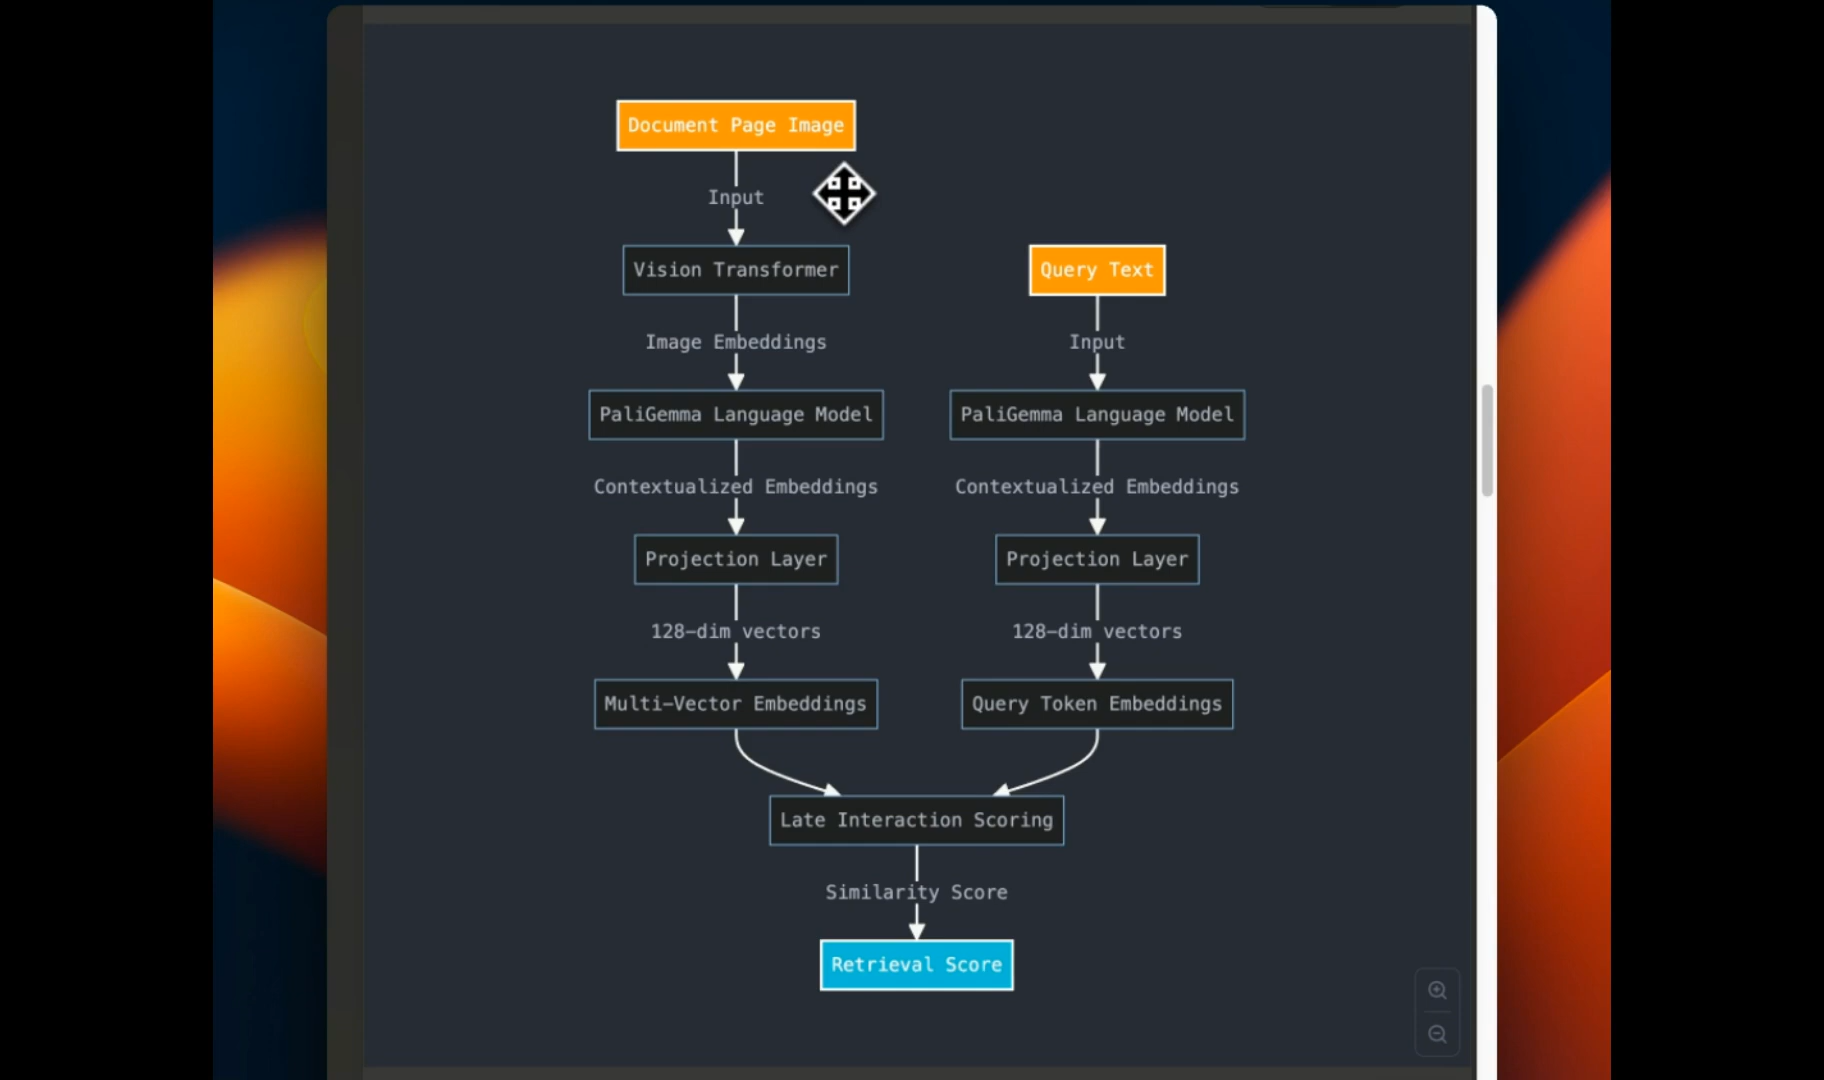 Document Page Image
Input
Vision Transformer
Query Text
Image Embeddings
Input
PaliGemma Language Model
PaliGemma Language Model
Contextualized Embeddings
Contextualized Embeddings
Projection Layer
Projection Layer
128-dim vectors
128-dim vectors
Multi-Vector Embeddings
Query Token Embeddings
Late Interaction Scoring
Similarity Score
Retrieval Score